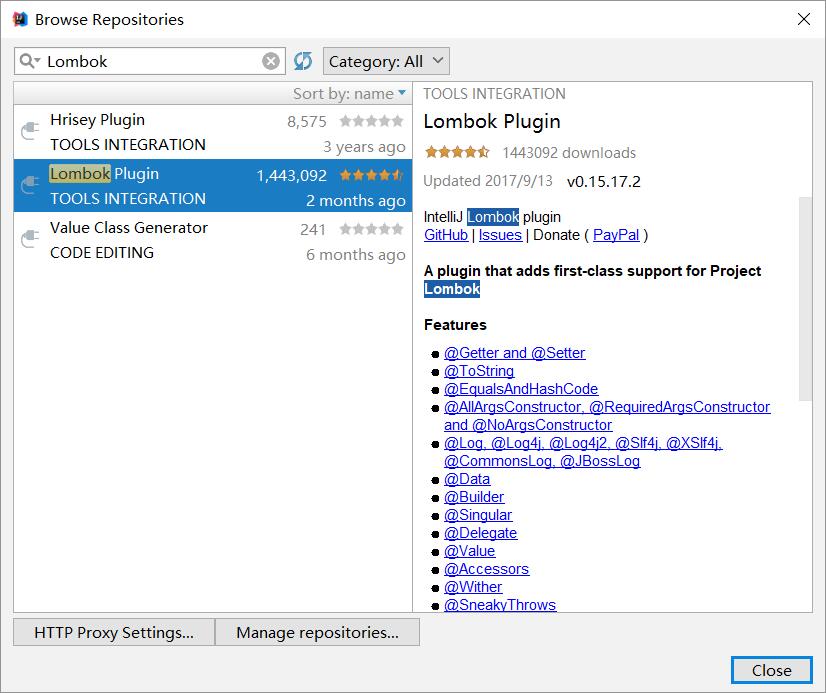 Browse Repositories
Lombok
Category: All
Sort by: name
Hrisey Plugin 8,575
TOOLS INTEGRATION 3 years ago
Lombok Plugin 1,443,092
TOOLS INTEGRATION 2 months ago
Value Class Generator 241
CODE EDITING 6 months ago
TOOLS INTEGRATION
Lombok Plugin
1443092 downloads
Updated 2017/9/13 v0.15.17.2
IntelliJ Lombok plugin
GitHub | Issues | Donate ( PayPal )
A plugin that adds first-class support for Project
Lombok
Features
@Getter and @Setter
@ToString
@EqualsAndHashCode
@AllArgsConstructor, @RequiredArgsConstructor
and @NoArgsConstructor
@Log, @Log4j, @Log4j2, @Slf4j, @XSlf4j,
@CommonsLog, @JBossLog
@Data
@Builder
@Singular
@Delegate
@Value
@Accessors
@Wither
@SneakyThrows
HTTP Proxy Settings...
Manage repositories...
Close